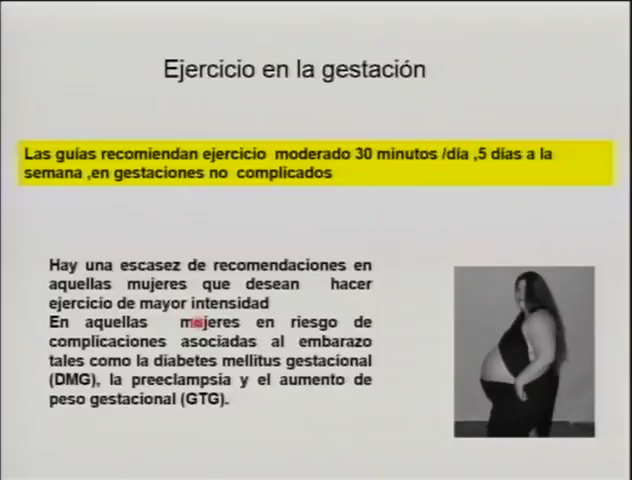 Ejercicio en la gestación
Las guías recomiendan ejercicio moderado 30 minutos /día ,5 días a la
semana ,en gestaciones no complicados
Hay una escasez de recomendaciones en
aquellas mujeres que desean hacer
ejercicio de mayor intensidad
En aquellas mujeres en riesgo de
complicaciones asociadas al embarazo
tales como la diabetes mellitus gestacional
(DMG), la preeclampsia y el aumento de
peso gestacional (GTG).